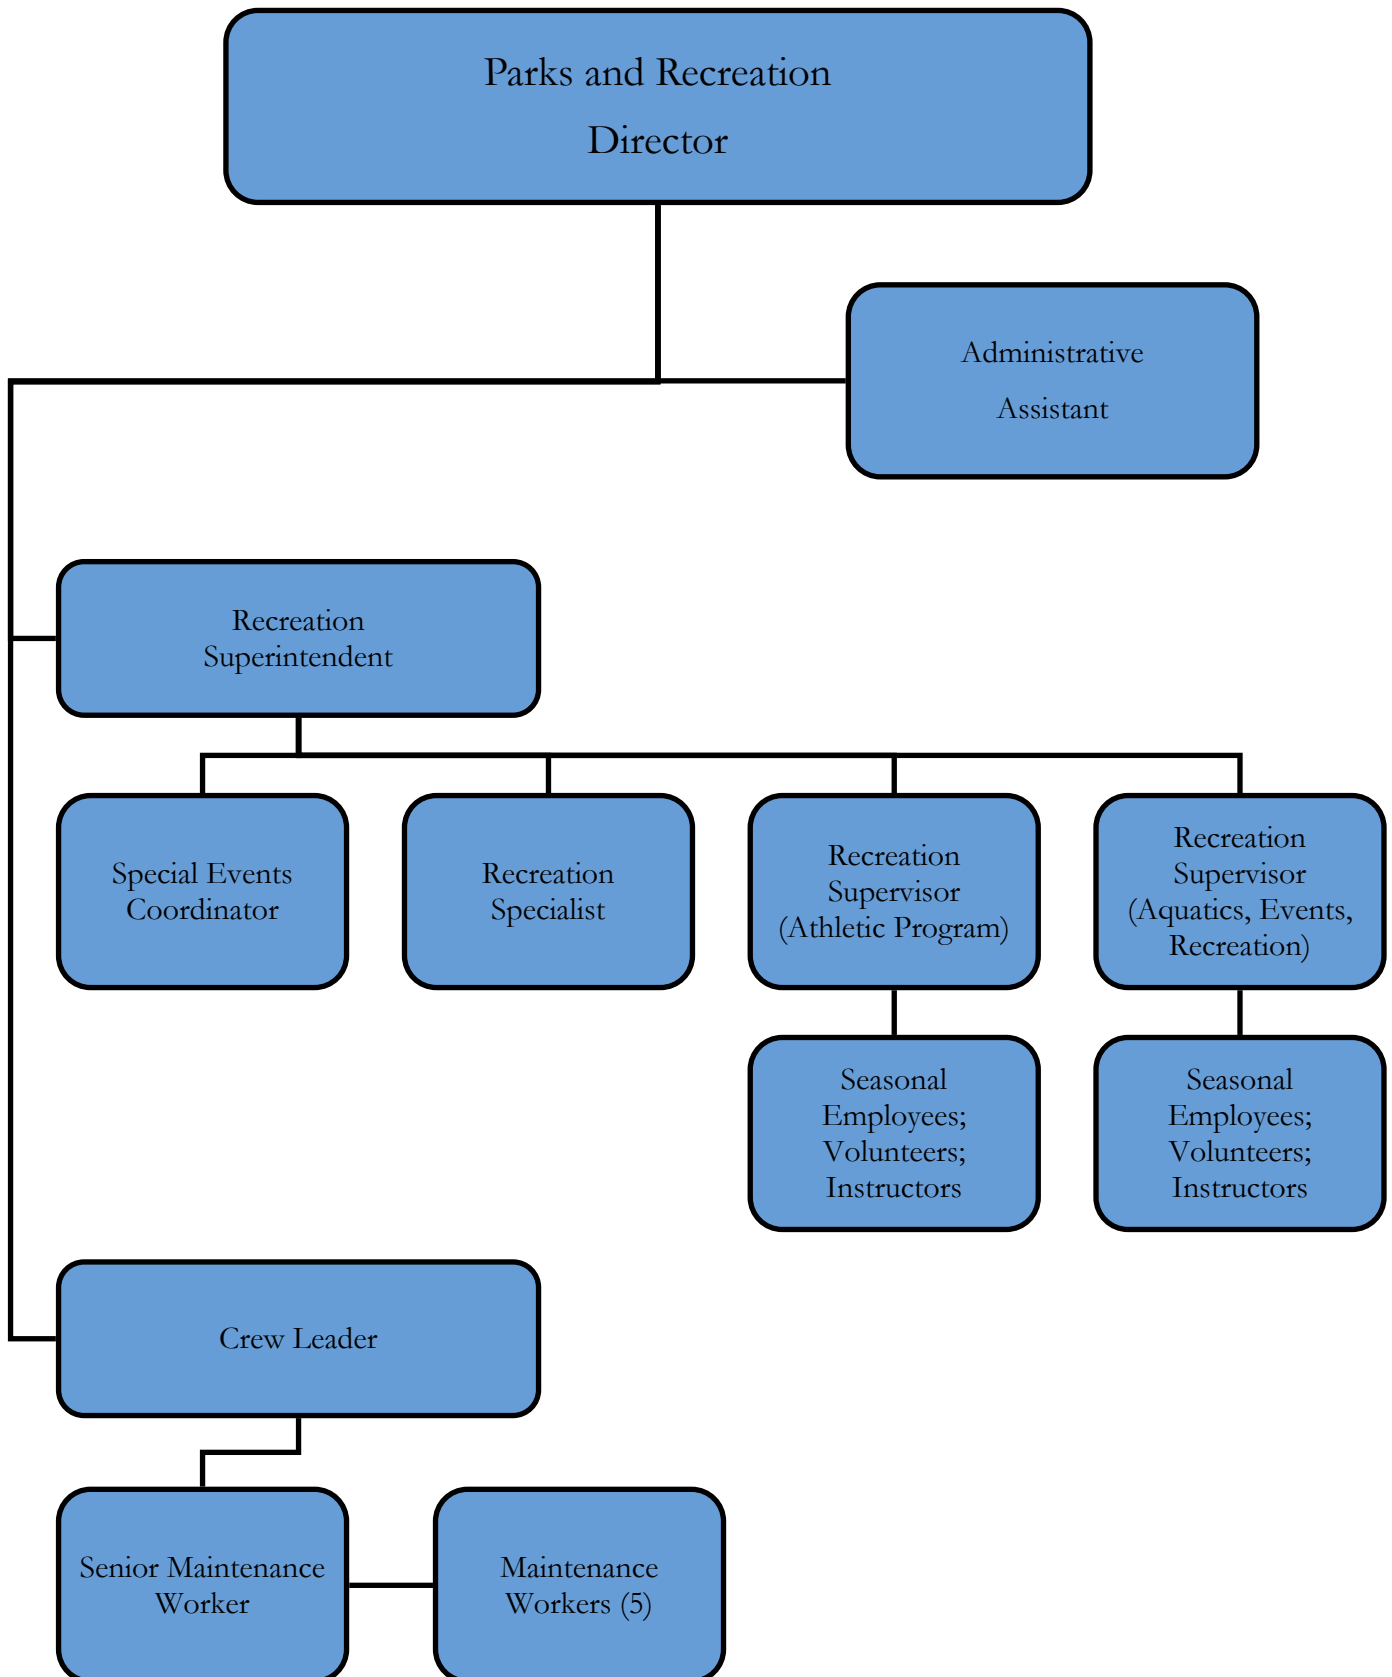 Parks and Recreation
Director
Administrative
Assistant
Recreation
Superintendent
Special Events
Coordinator
Recreation
Specialist
Recreation
Supervisor
(Athletic Program)
Recreation
Supervisor
(Aquatics, Events,
Recreation)
Seasonal
Employees;
Volunteers;
Instructors
Seasonal
Employees;
Volunteers;
Instructors
Crew Leader
Senior Maintenance
Worker
Maintenance
Workers (5)